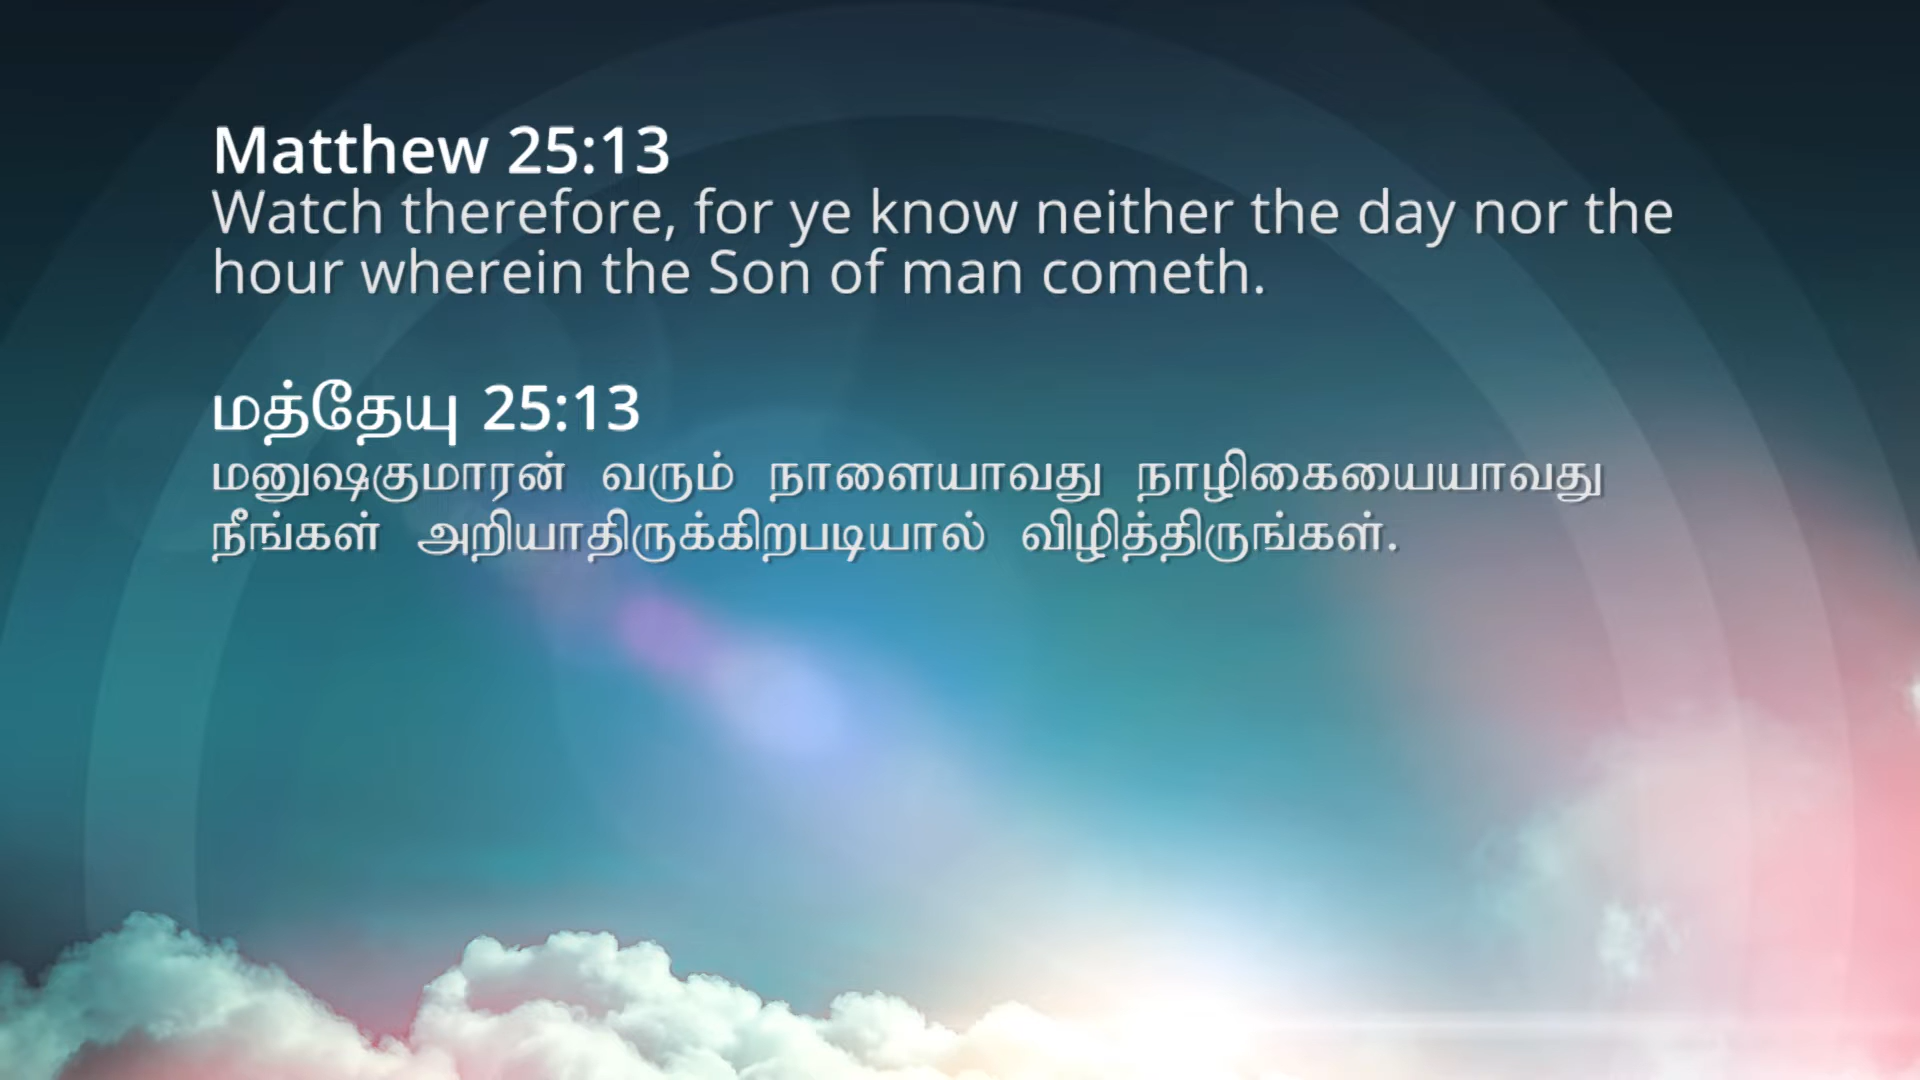 Matthew 25:13
Watch therefore, for ye know neither the day nor the
hour wherein the Son of man cometh.
மத்தேயு 25:13
மனுஷகுமாரன் வரும் நாளையாவது நாழிகையையாவது
நீங்கள் அறியாதிருக்கிறபடியால் விழித்திருங்கள்.